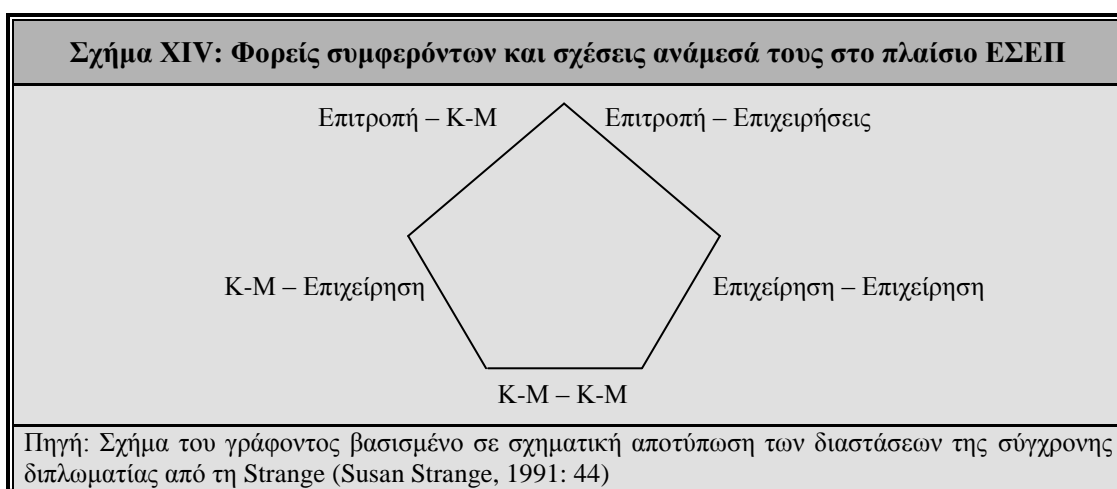 Σχήμα XIV: Φορείς συμφερόντων και σχέσεις ανάμεσά τους στο πλαίσιο ΕΣΕΠ
Επιτροπή – Κ-Μ
Επιτροπή – Επιχειρήσεις
Κ-Μ – Επιχείρηση
Επιχείρηση – Επιχείρηση
Κ-Μ – Κ-Μ
Πηγή: Σχήμα του γράφοντος βασισμένο σε σχηματική αποτύπωση των διαστάσεων της σύγχρονης
διπλωματίας από τη Strange (Susan Strange, 1991: 44)